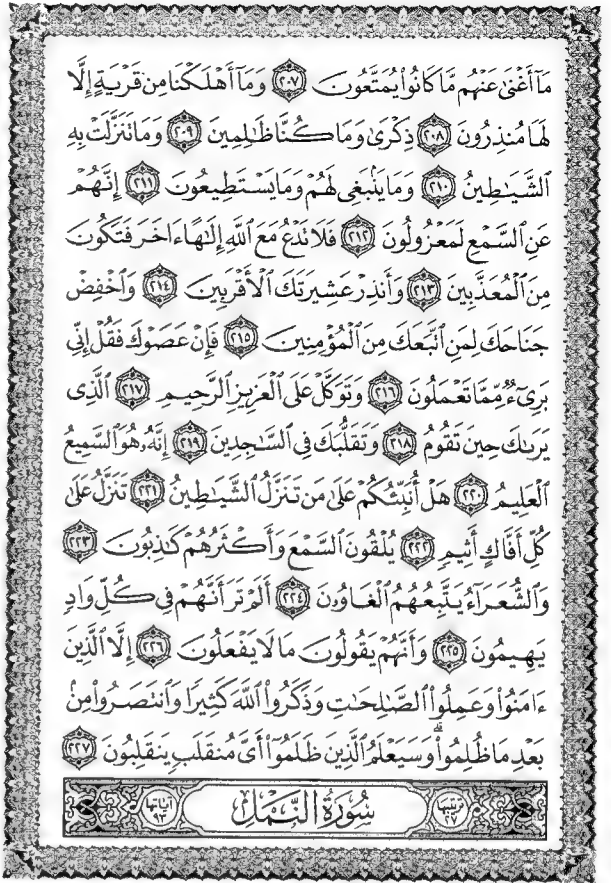 مَآ أَغْنَىٰ عَنْهُم مَّا كَانُوا۟ يُمَتَّعُونَ ۝٢٠٧ وَمَآ أَهْلَكْنَا مِن قَرْيَةٍ إِلَّا
لَهَا مُنذِرُونَ ۝٢٠٨ ذِكْرَىٰ وَمَا كُنَّا ظَـٰلِمِينَ ۝٢٠٩ وَمَا تَنَزَّلَتْ بِهِ
ٱلشَّيَـٰطِينُ ۝٢١٠ وَمَا يَنۢبَغِى لَهُمْ وَمَا يَسْتَطِيعُونَ ۝٢١١ إِنَّهُمْ
عَنِ ٱلسَّمْعِ لَمَعْزُولُونَ ۝٢١٢ فَلَا تَدْعُ مَعَ ٱللَّهِ إِلَـٰهًا ءَاخَرَ فَتَكُونَ
مِنَ ٱلْمُعَذَّبِينَ ۝٢١٣ وَأَنذِرْ عَشِيرَتَكَ ٱلْأَقْرَبِينَ ۝٢١٤ وَٱخْفِضْ
جَنَاحَكَ لِمَنِ ٱتَّبَعَكَ مِنَ ٱلْمُؤْمِنِينَ ۝٢١٥ فَإِنْ عَصَوْكَ فَقُلْ إِنِّى
بَرِىٓءٌ مِّمَّا تَعْمَلُونَ ۝٢١٦ وَتَوَكَّلْ عَلَى ٱلْعَزِيزِ ٱلرَّحِيمِ ۝٢١٧ ٱلَّذِى
يَرَىٰكَ حِينَ تَقُومُ ۝٢١٨ وَتَقَلُّبَكَ فِى ٱلسَّـٰجِدِينَ ۝٢١٩ إِنَّهُۥ هُوَ ٱلسَّمِيعُ
ٱلْعَلِيمُ ۝٢٢٠ هَلْ أُنَبِّئُكُمْ عَلَىٰ مَن تَنَزَّلُ ٱلشَّيَـٰطِينُ ۝٢٢١ تَنَزَّلُ عَلَىٰ
كُلِّ أَفَّاكٍ أَثِيمٍ ۝٢٢٢ يُلْقُونَ ٱلسَّمْعَ وَأَكْثَرُهُمْ كَـٰذِبُونَ ۝٢٢٣
وَٱلشُّعَرَآءُ يَتَّبِعُهُمُ ٱلْغَاوُۥنَ ۝٢٢٤ أَلَمْ تَرَ أَنَّهُمْ فِى كُلِّ وَادٍ
يَهِيمُونَ ۝٢٢٥ وَأَنَّهُمْ يَقُولُونَ مَا لَا يَفْعَلُونَ ۝٢٢٦ إِلَّا ٱلَّذِينَ
ءَامَنُوا۟ وَعَمِلُوا۟ ٱلصَّـٰلِحَـٰتِ وَذَكَرُوا۟ ٱللَّهَ كَثِيرًا وَٱنتَصَرُوا۟ مِنۢ
بَعْدِ مَا ظُلِمُوا۟ ۗ وَسَيَعْلَمُ ٱلَّذِينَ ظَلَمُوٓا۟ أَىَّ مُنقَلَبٍ يَنقَلِبُونَ ۝٢٢٧
ترتيبها ٢٧ سُورَةُ النَّمْلِ آياتها ٩٣